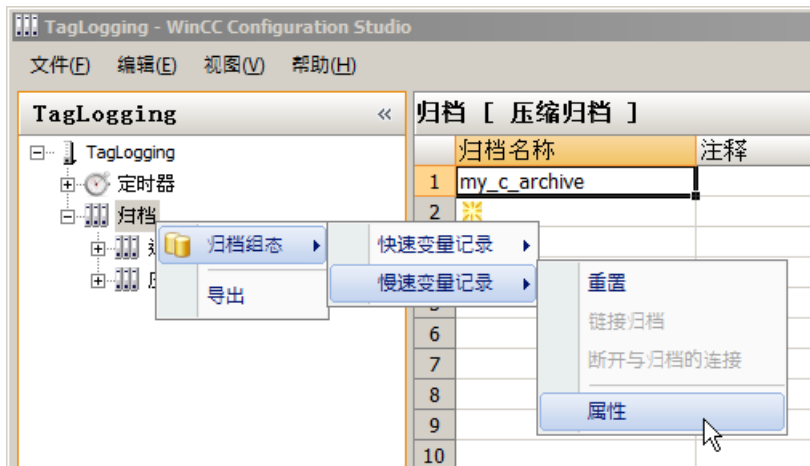 TagLogging - WinCC Configuration Studio
文件(F) 编辑(E) 视图(V) 帮助(H)
TagLogging «
归档 [ 压缩归档 ]
归档名称 注释
TagLogging
定时器
归档
1 my_c_archive
2
归档组态
导出
快速变量记录
慢速变量记录
重置
链接归档
断开与归档的连接
属性
6
7
8
9
10